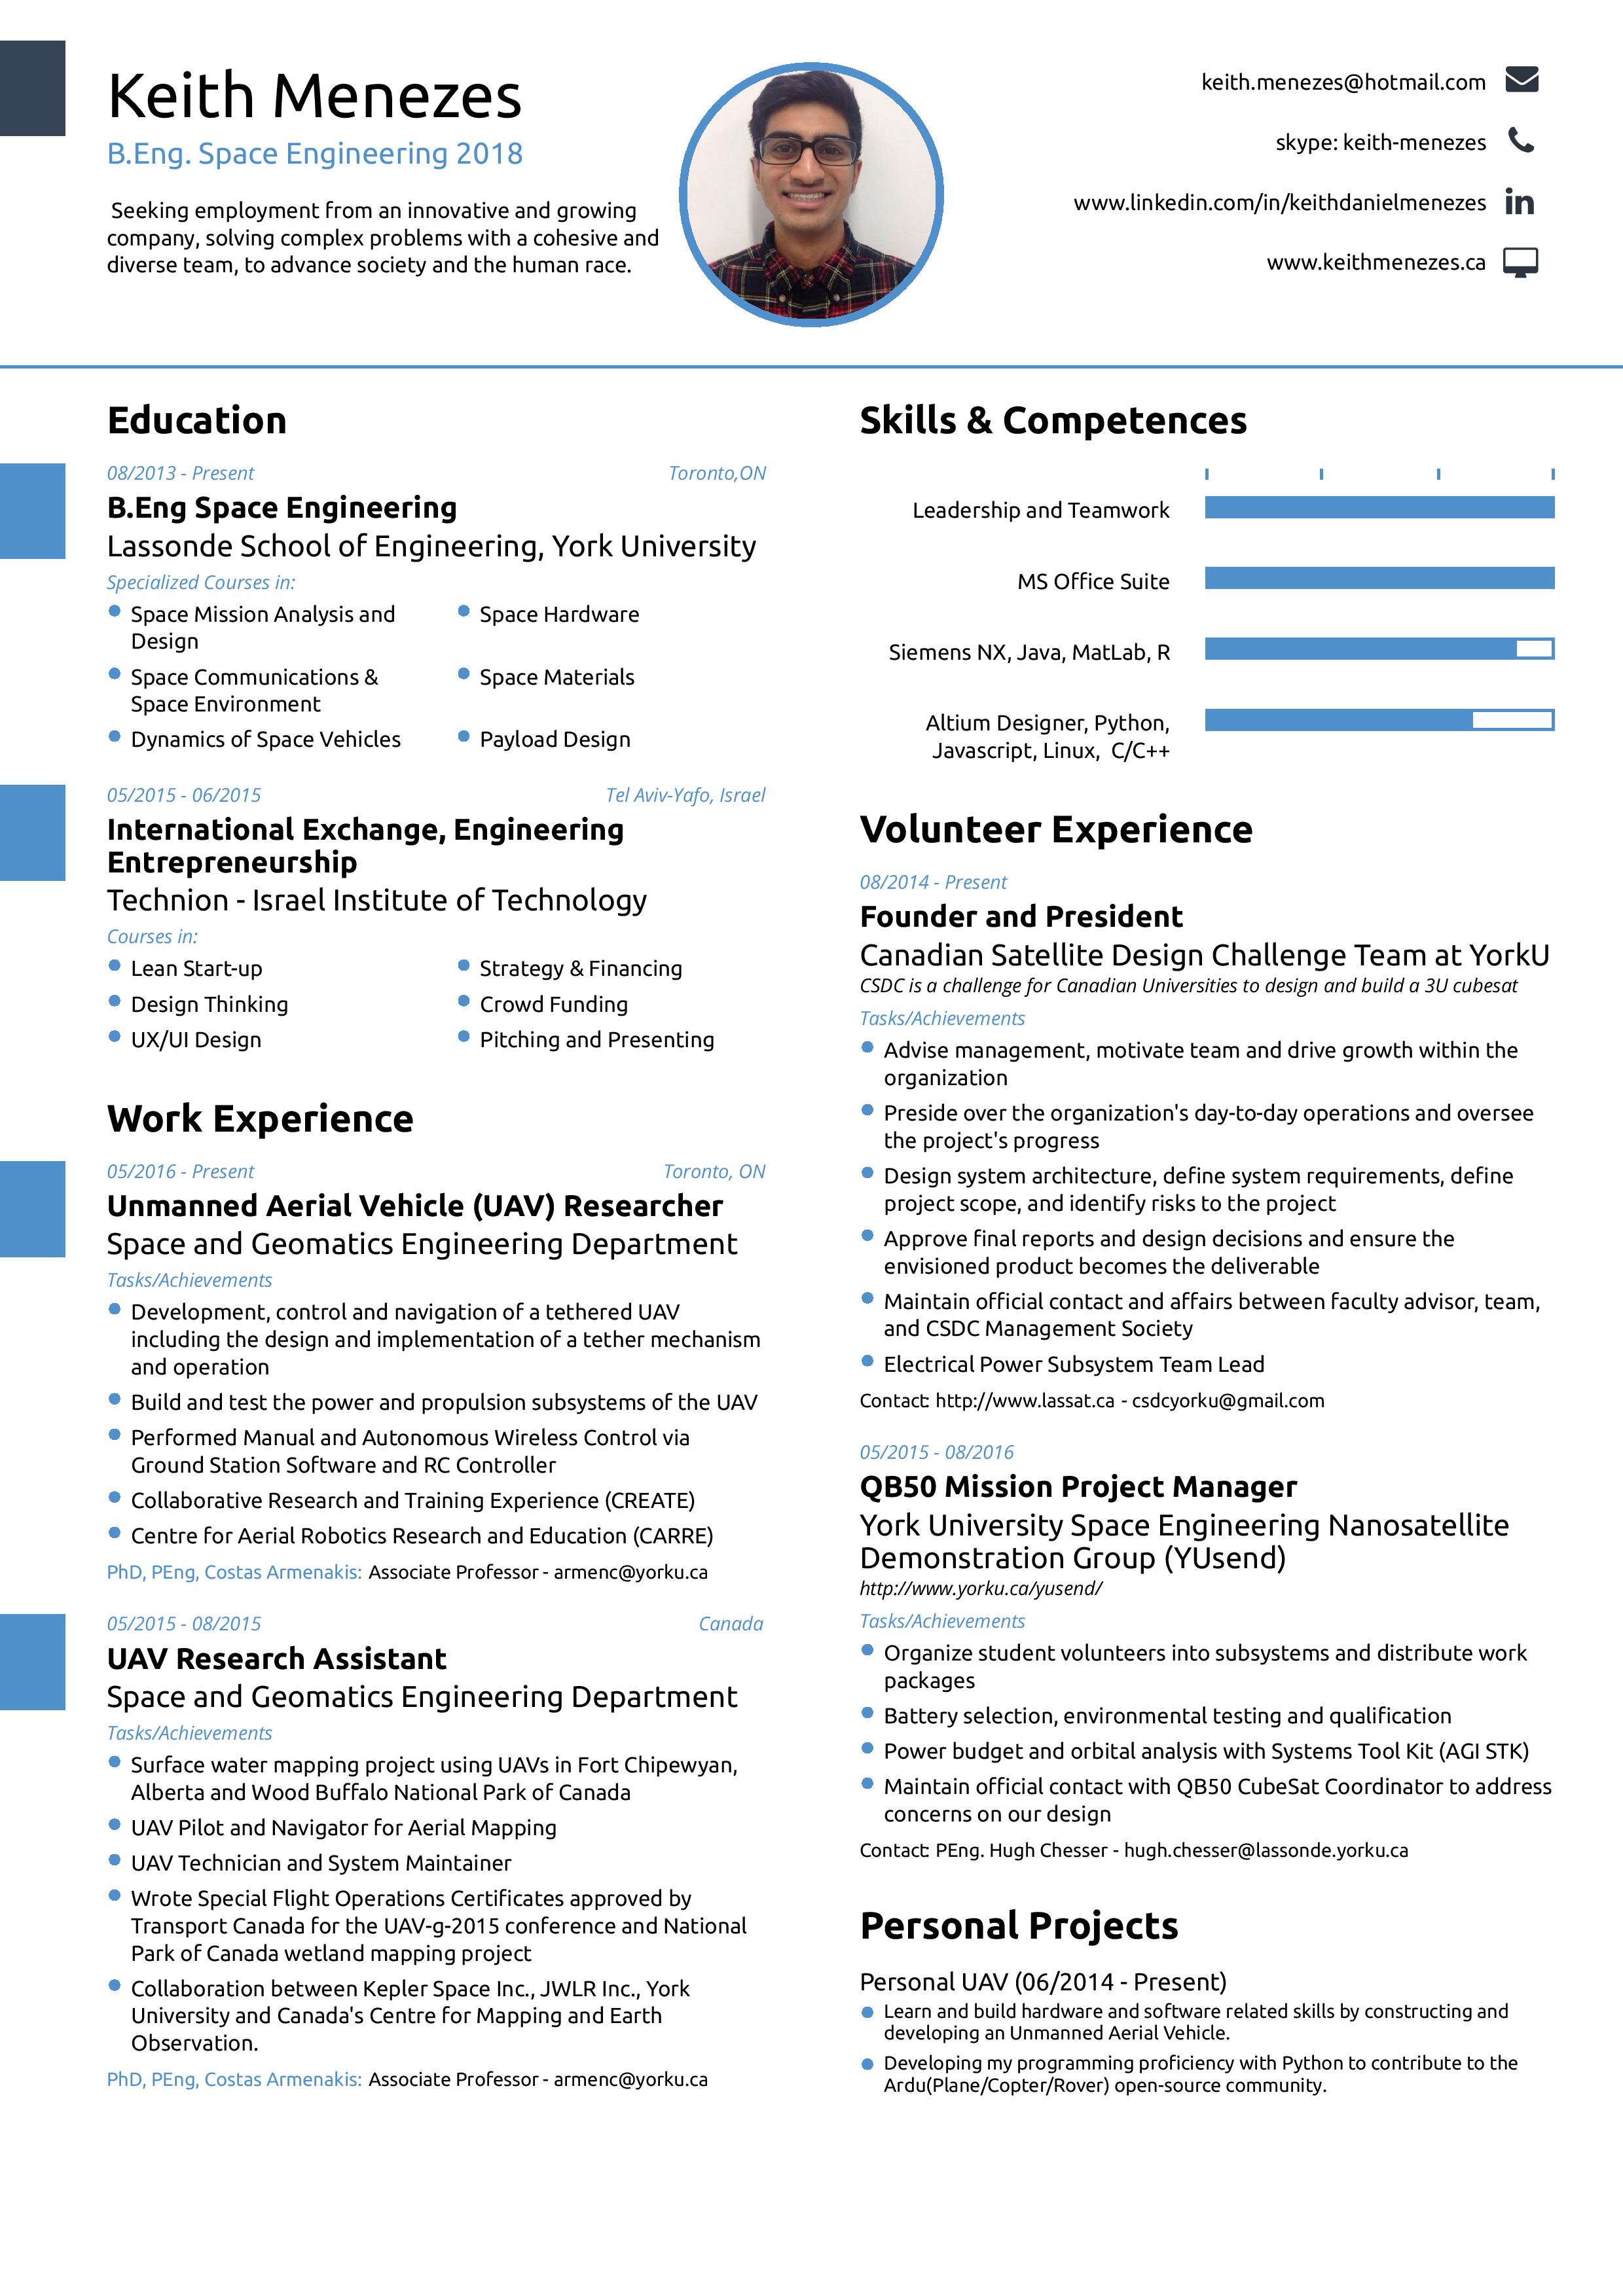 Keith Menezes
B.Eng. Space Engineering 2018
Seeking employment from an innovative and growing
company, solving complex problems with a cohesive and
diverse team, to advance society and the human race.
keith.menezes@hotmail.com
skype: keith-menezes
www.linkedin.com/in/keithdanielmenezes
in
www.keithmenezes.ca
Education
08/2013 - Present Toronto,ON
B.Eng Space Engineering
Lassonde School of Engineering, York University
Specialized Courses in:
Space Mission Analysis and
Design
Space Hardware
Space Communications &
Space Environment
Space Materials
Dynamics of Space Vehicles
Payload Design
05/2015 - 06/2015 Tel Aviv-Yafo, Israel
International Exchange, Engineering
Entrepreneurship
Technion - Israel Institute of Technology
Courses in:
Lean Start-up
Strategy & Financing
Design Thinking
Crowd Funding
UX/UI Design
Pitching and Presenting
Work Experience
05/2016 - Present Toronto, ON
Unmanned Aerial Vehicle (UAV) Researcher
Space and Geomatics Engineering Department
Tasks/Achievements
Development, control and navigation of a tethered UAV
including the design and implementation of a tether mechanism
and operation
Build and test the power and propulsion subsystems of the UAV
Performed Manual and Autonomous Wireless Control via
Ground Station Software and RC Controller
Collaborative Research and Training Experience (CREATE)
Centre for Aerial Robotics Research and Education (CARRE)
PhD, PEng, Costas Armenakis: Associate Professor - armenc@yorku.ca
05/2015 - 08/2015 Canada
UAV Research Assistant
Space and Geomatics Engineering Department
Tasks/Achievements
Surface water mapping project using UAVs in Fort Chipewyan,
Alberta and Wood Buffalo National Park of Canada
UAV Pilot and Navigator for Aerial Mapping
UAV Technician and System Maintainer
Wrote Special Flight Operations Certificates approved by
Transport Canada for the UAV-g-2015 conference and National
Park of Canada wetland mapping project
Collaboration between Kepler Space Inc., JWLR Inc., York
University and Canada's Centre for Mapping and Earth
Observation.
PhD, PEng, Costas Armenakis: Associate Professor - armenc@yorku.ca
Skills & Competences
Leadership and Teamwork
MS Office Suite
Siemens NX, Java, MatLab, R
Altium Designer, Python,
Javascript, Linux, C/C++
Volunteer Experience
08/2014 - Present
Founder and President
Canadian Satellite Design Challenge Team at YorkU
CSDC is a challenge for Canadian Universities to design and build a 3U cubesat
Tasks/Achievements
Advise management, motivate team and drive growth within the
organization
Preside over the organization's day-to-day operations and oversee
the project's progress
Design system architecture, define system requirements, define
project scope, and identify risks to the project
Approve final reports and design decisions and ensure the
envisioned product becomes the deliverable
Maintain official contact and affairs between faculty advisor, team,
and CSDC Management Society
Electrical Power Subsystem Team Lead
Contact: http://www.lassat.ca - csdcyorku@gmail.com
05/2015 - 08/2016
QB50 Mission Project Manager
York University Space Engineering Nanosatellite
Demonstration Group (YUsend)
http://www.yorku.ca/yusend/
Tasks/Achievements
Organize student volunteers into subsystems and distribute work
packages
Battery selection, environmental testing and qualification
Power budget and orbital analysis with Systems Tool Kit (AGI STK)
Maintain official contact with QB50 CubeSat Coordinator to address
concerns on our design
Contact: PEng. Hugh Chesser - hugh.chesser@lassonde.yorku.ca
Personal Projects
Personal UAV (06/2014 - Present)
Learn and build hardware and software related skills by constructing and
developing an Unmanned Aerial Vehicle.
Developing my programming proficiency with Python to contribute to the
Ardu(Plane/Copter/Rover) open-source community.